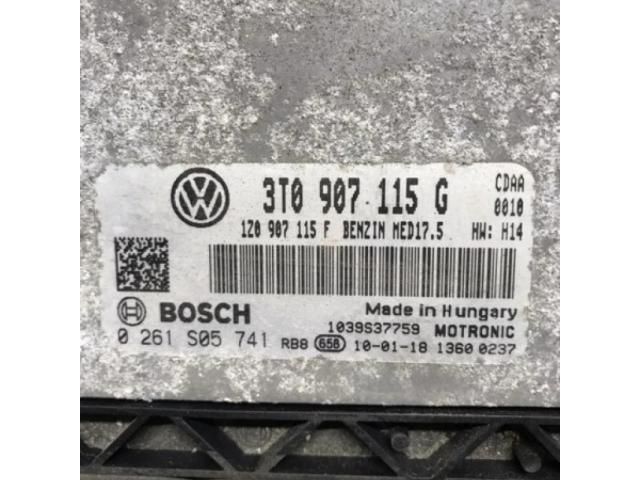 3T0 907 115 G CDAA
0010
1Z0 907 115 F BENZIN MED17.5 HW: H14
BOSCH Made in Hungary
1039S37759 MOTRONIC
0 261 S05 741 RB8 658 10-01-18 1360 0237